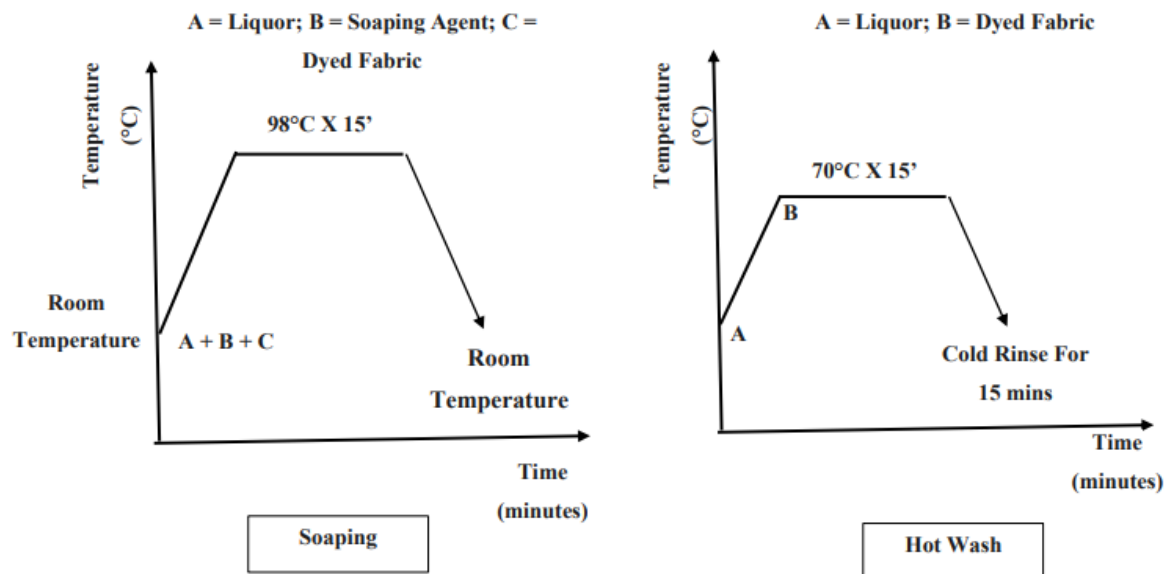 A = Liquor; B = Soaping Agent; C =
Dyed Fabric
Temperature
(°C)
98°C X 15’
Room
Temperature
A + B + C
Room
Temperature
Time
(minutes)
Soaping
A = Liquor; B = Dyed Fabric
Temperature
(°C)
70°C X 15’
B
A
Cold Rinse For
15 mins
Time
(minutes)
Hot Wash